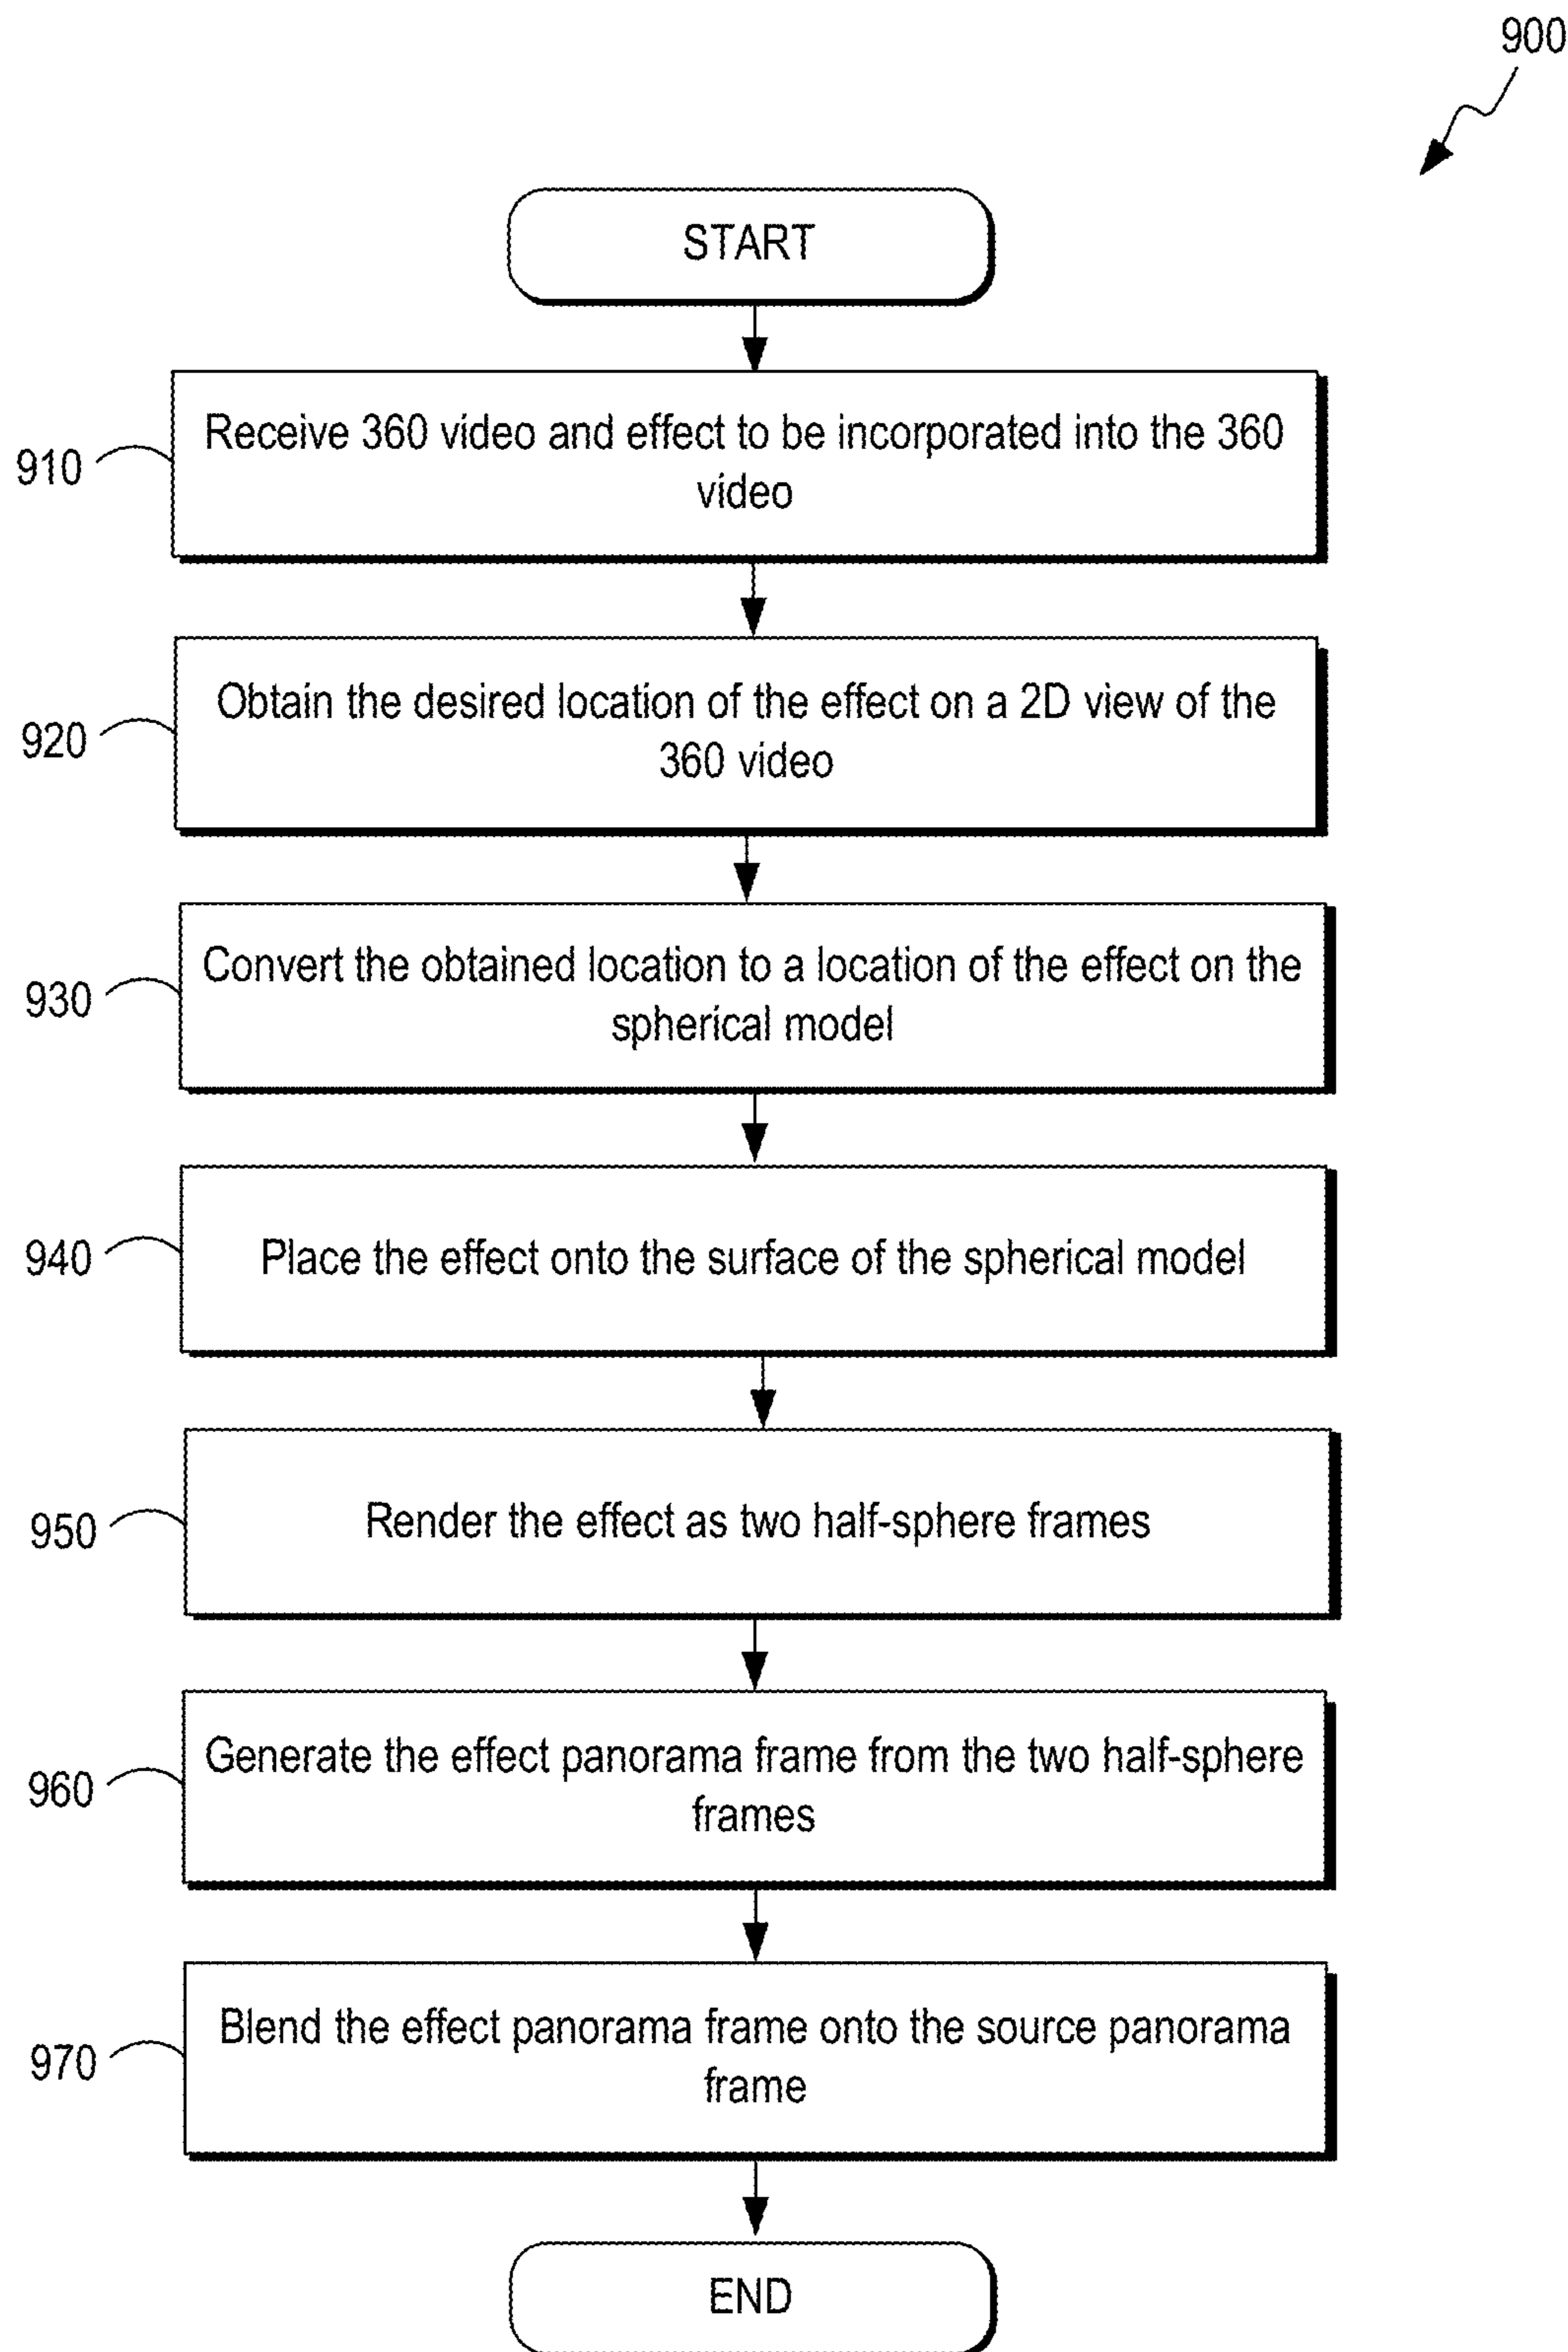 900
START
910
Receive 360 video and effect to be incorporated into the 360
video
920
Obtain the desired location of the effect on a 2D view of the
360 video
930
Convert the obtained location to a location of the effect on the
spherical model
940
Place the effect onto the surface of the spherical model
950
Render the effect as two half-sphere frames
960
Generate the effect panorama frame from the two half-sphere
frames
970
Blend the effect panorama frame onto the source panorama
frame
END